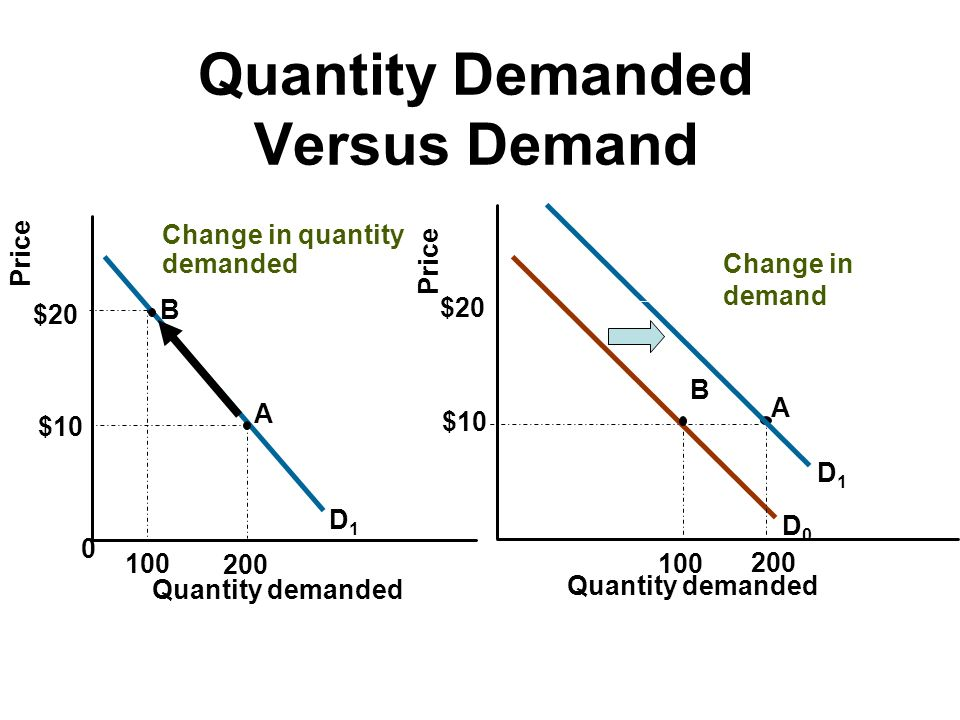 Quantity Demanded
Versus Demand
Price
Change in quantity
demanded
$20
B
A
$10
D1
0
100
200
Quantity demanded
Price
Change in
demand
$20
B
A
$10
D1
D0
100
200
Quantity demanded